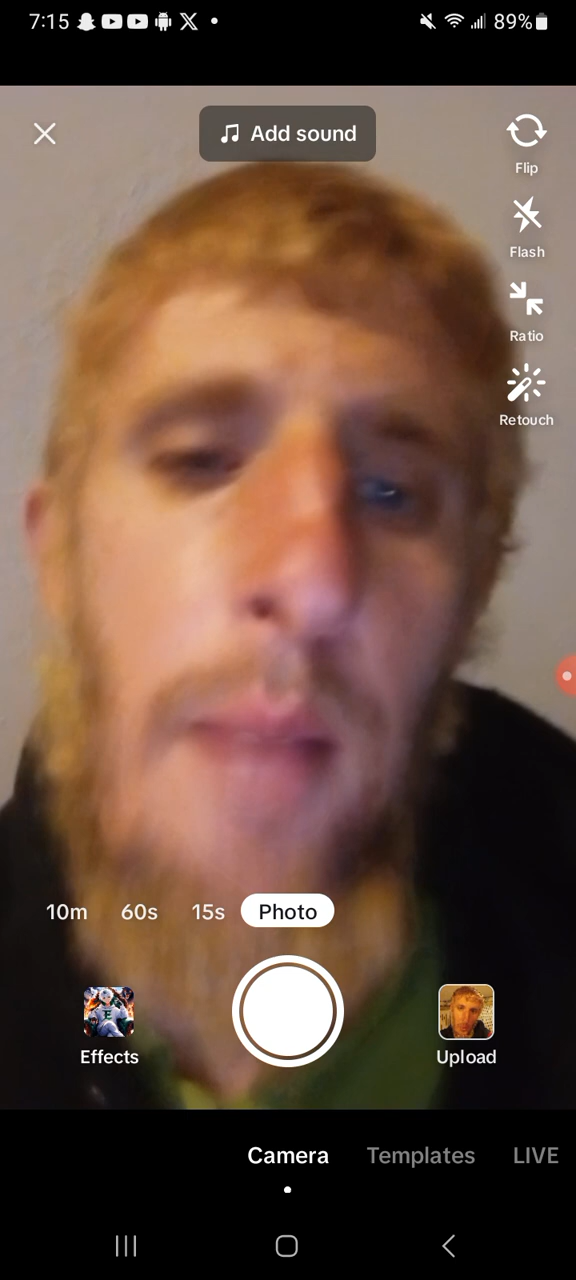 7:15
89%
Add sound
Flip
Flash
Ratio
Retouch
10m 60s 15s Photo
Effects
Upload
Camera Templates LIVE